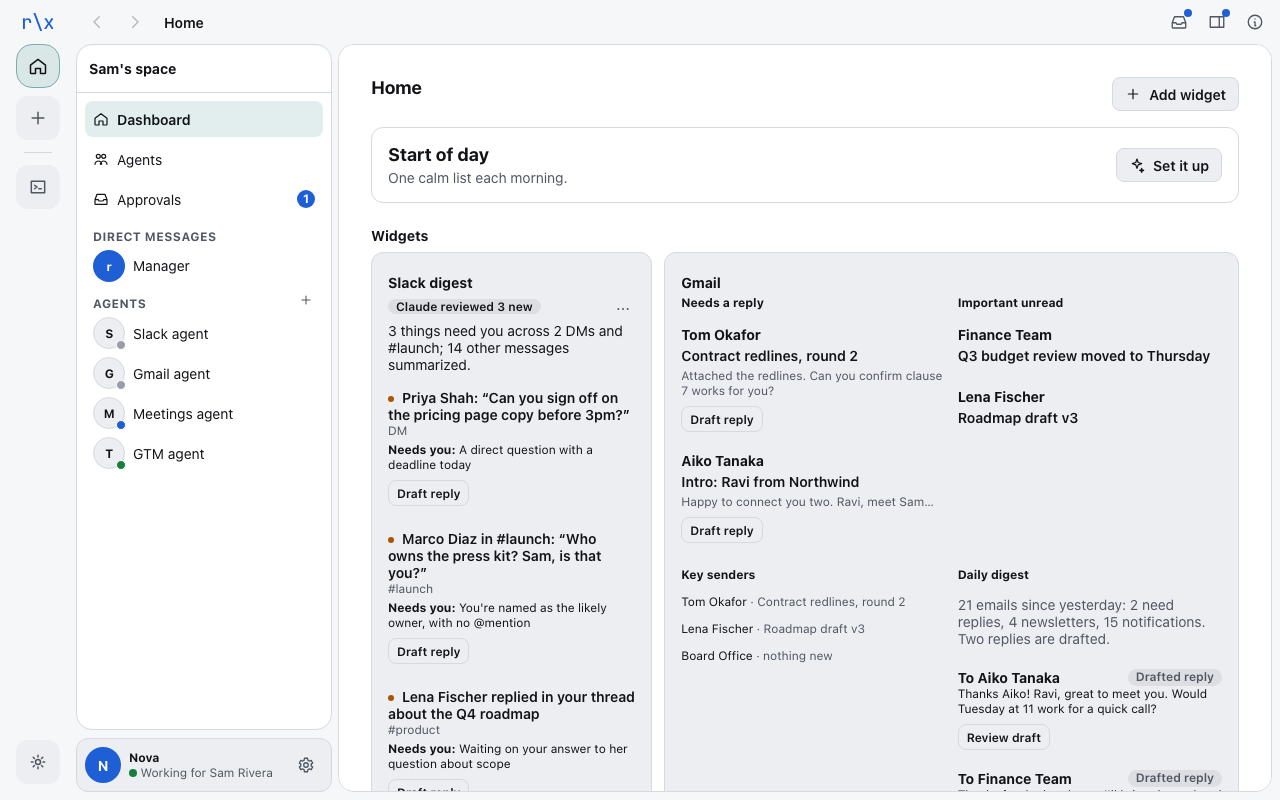 r\x
Home
Sam's space
Dashboard
Agents
Approvals
1
DIRECT MESSAGES
r
Manager
AGENTS
S
Slack agent
G
Gmail agent
M
Meetings agent
T
GTM agent
N
Nova
Working for Sam Rivera
Home
Add widget
Start of day
One calm list each morning.
Set it up
Widgets
Slack digest
Claude reviewed 3 new
...
3 things need you across 2 DMs and
#launch; 14 other messages
summarized.
Priya Shah: “Can you sign off on
the pricing page copy before 3pm?”
DM
Needs you: A direct question with a
deadline today
Draft reply
Marco Diaz in #launch: “Who
owns the press kit? Sam, is that
you?”
#launch
Needs you: You're named as the likely
owner, with no @mention
Draft reply
Lena Fischer replied in your thread
about the Q4 roadmap
#product
Needs you: Waiting on your answer to her
question about scope
Draft reply
Gmail
Needs a reply
Tom Okafor
Contract redlines, round 2
Attached the redlines. Can you confirm clause
7 works for you?
Draft reply
Aiko Tanaka
Intro: Ravi from Northwind
Happy to connect you two. Ravi, meet Sam…
Draft reply
Important unread
Finance Team
Q3 budget review moved to Thursday
Lena Fischer
Roadmap draft v3
Key senders
Tom Okafor · Contract redlines, round 2
Lena Fischer · Roadmap draft v3
Board Office · nothing new
Daily digest
21 emails since yesterday: 2 need
replies, 4 newsletters, 15 notifications.
Two replies are drafted.
To Aiko Tanaka
Drafted reply
Thanks Aiko! Ravi, great to meet you. Would
Tuesday at 11 work for a quick call?
Review draft
To Finance Team
Drafted reply